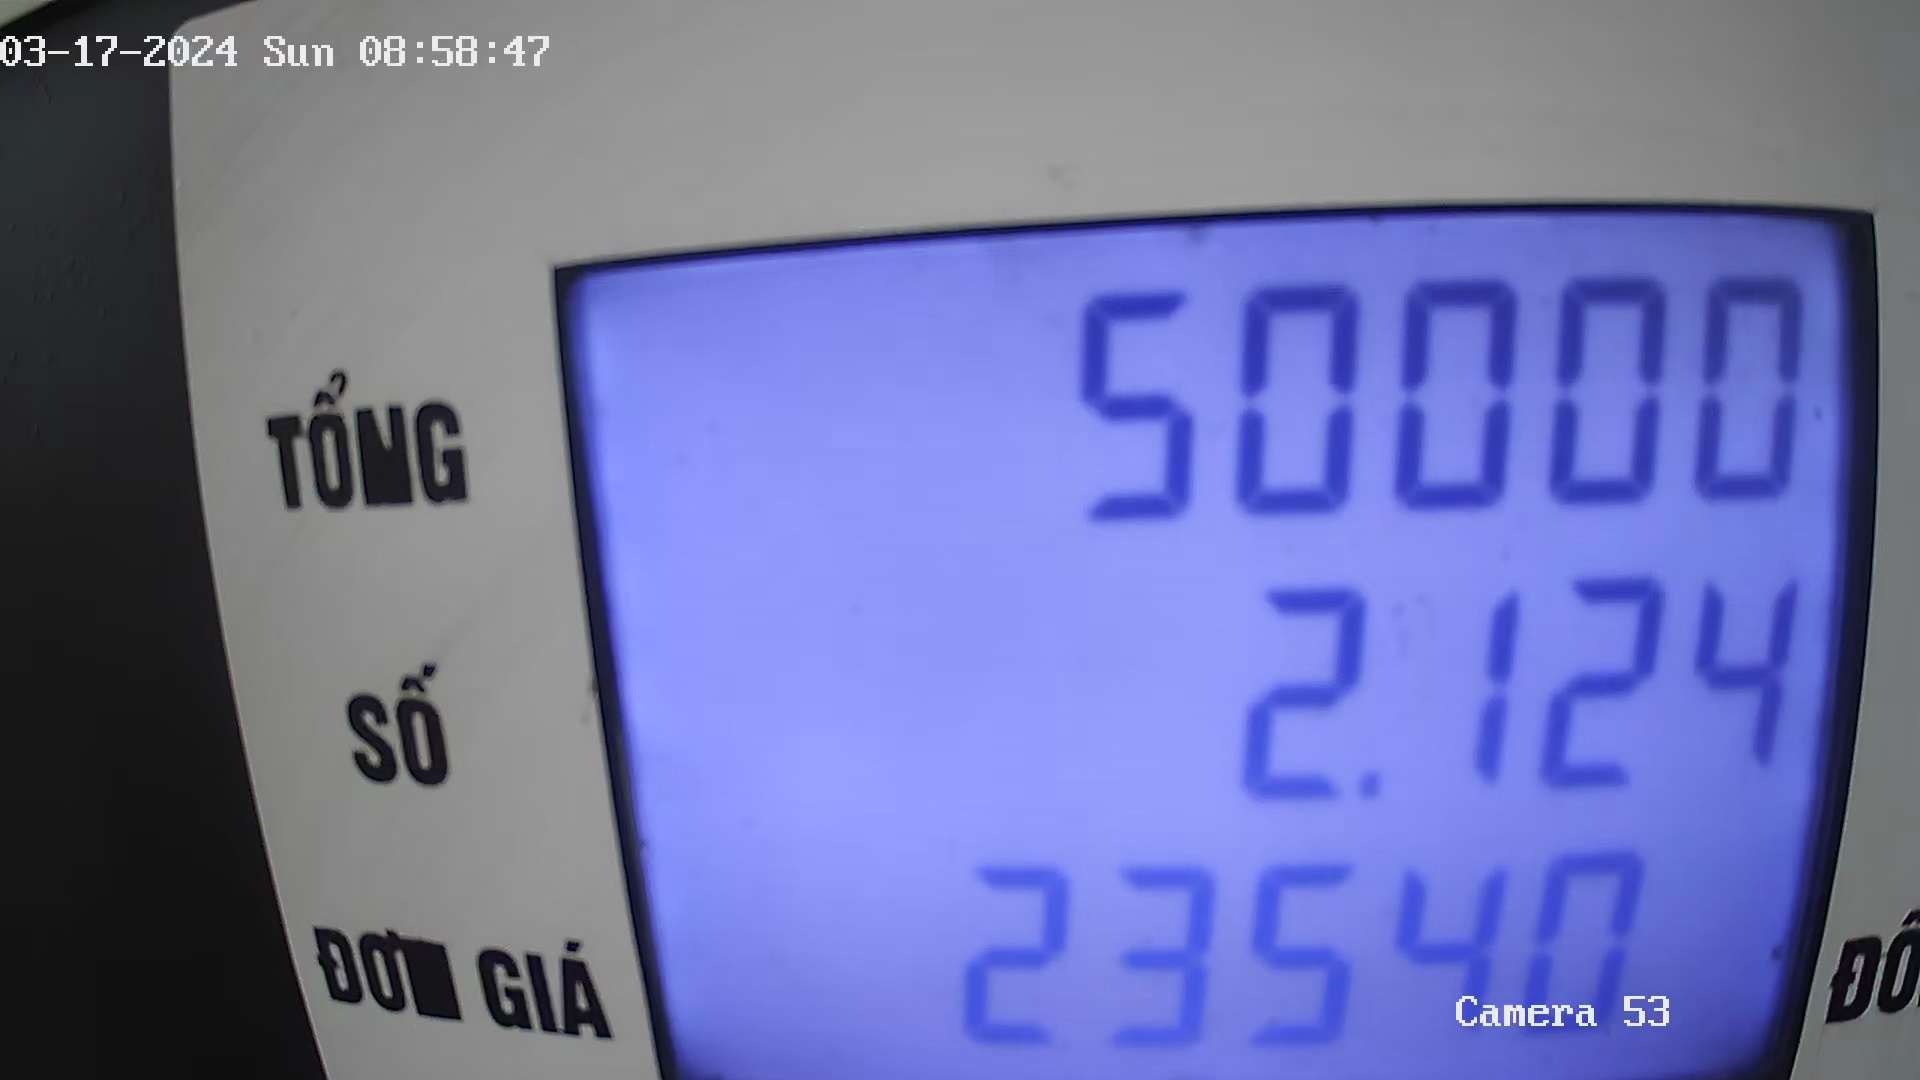 03-17-2024 Sun 08:58:47
TỔNG 50000
SỐ 2.124
ĐƠN GIÁ 23540
Camera 53